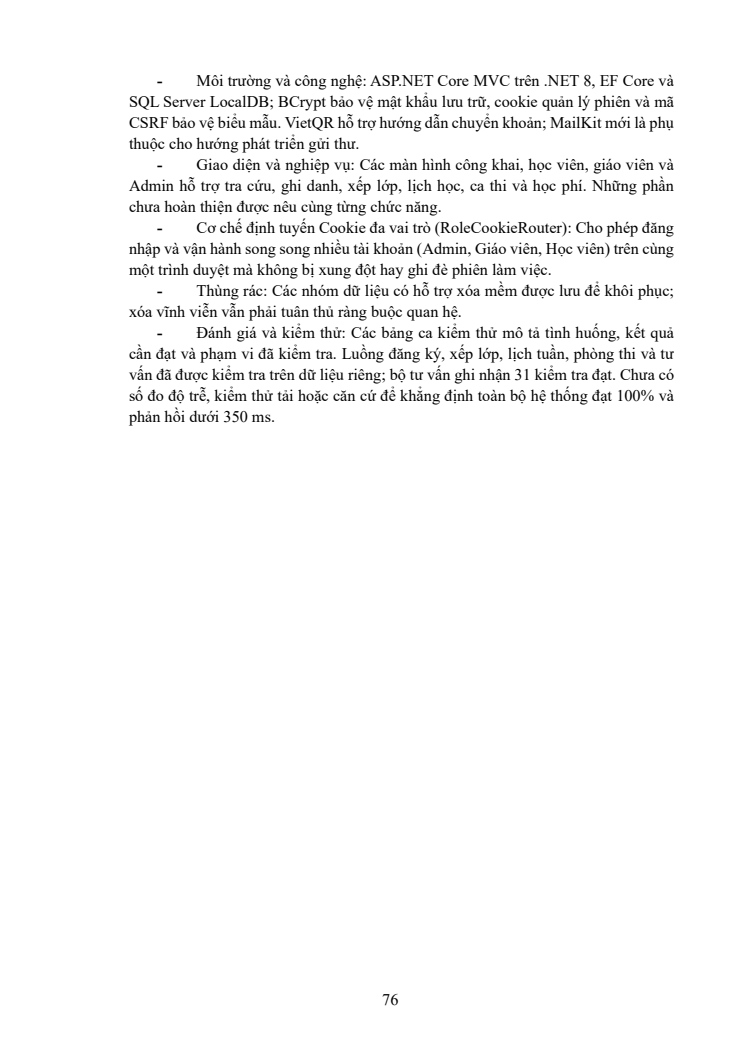 - Môi trường và công nghệ: ASP.NET Core MVC trên .NET 8, EF Core và
SQL Server LocalDB; BCrypt bảo vệ mật khẩu lưu trữ, cookie quản lý phiên và mã
CSRF bảo vệ biểu mẫu. VietQR hỗ trợ hướng dẫn chuyển khoản; MailKit mới là phụ
thuộc cho hướng phát triển gửi thư.
- Giao diện và nghiệp vụ: Các màn hình công khai, học viên, giáo viên và
Admin hỗ trợ tra cứu, ghi danh, xếp lớp, lịch học, ca thi và học phí. Những phần
chưa hoàn thiện được nêu cùng từng chức năng.
- Cơ chế định tuyến Cookie đa vai trò (RoleCookieRouter): Cho phép đăng
nhập và vận hành song song nhiều tài khoản (Admin, Giáo viên, Học viên) trên cùng
một trình duyệt mà không bị xung đột hay ghi đè phiên làm việc.
- Thùng rác: Các nhóm dữ liệu có hỗ trợ xóa mềm được lưu để khôi phục;
xóa vĩnh viễn vẫn phải tuân thủ ràng buộc quan hệ.
- Đánh giá và kiểm thử: Các bảng ca kiểm thử mô tả tình huống, kết quả
cần đạt và phạm vi đã kiểm tra. Luồng đăng ký, xếp lớp, lịch tuần, phòng thi và tư
vấn đã được kiểm tra trên dữ liệu riêng; bộ tư vấn ghi nhận 31 kiểm tra đạt. Chưa có
số đo độ trễ, kiểm thử tải hoặc căn cứ để khẳng định toàn bộ hệ thống đạt 100% và
phản hồi dưới 350 ms.
76